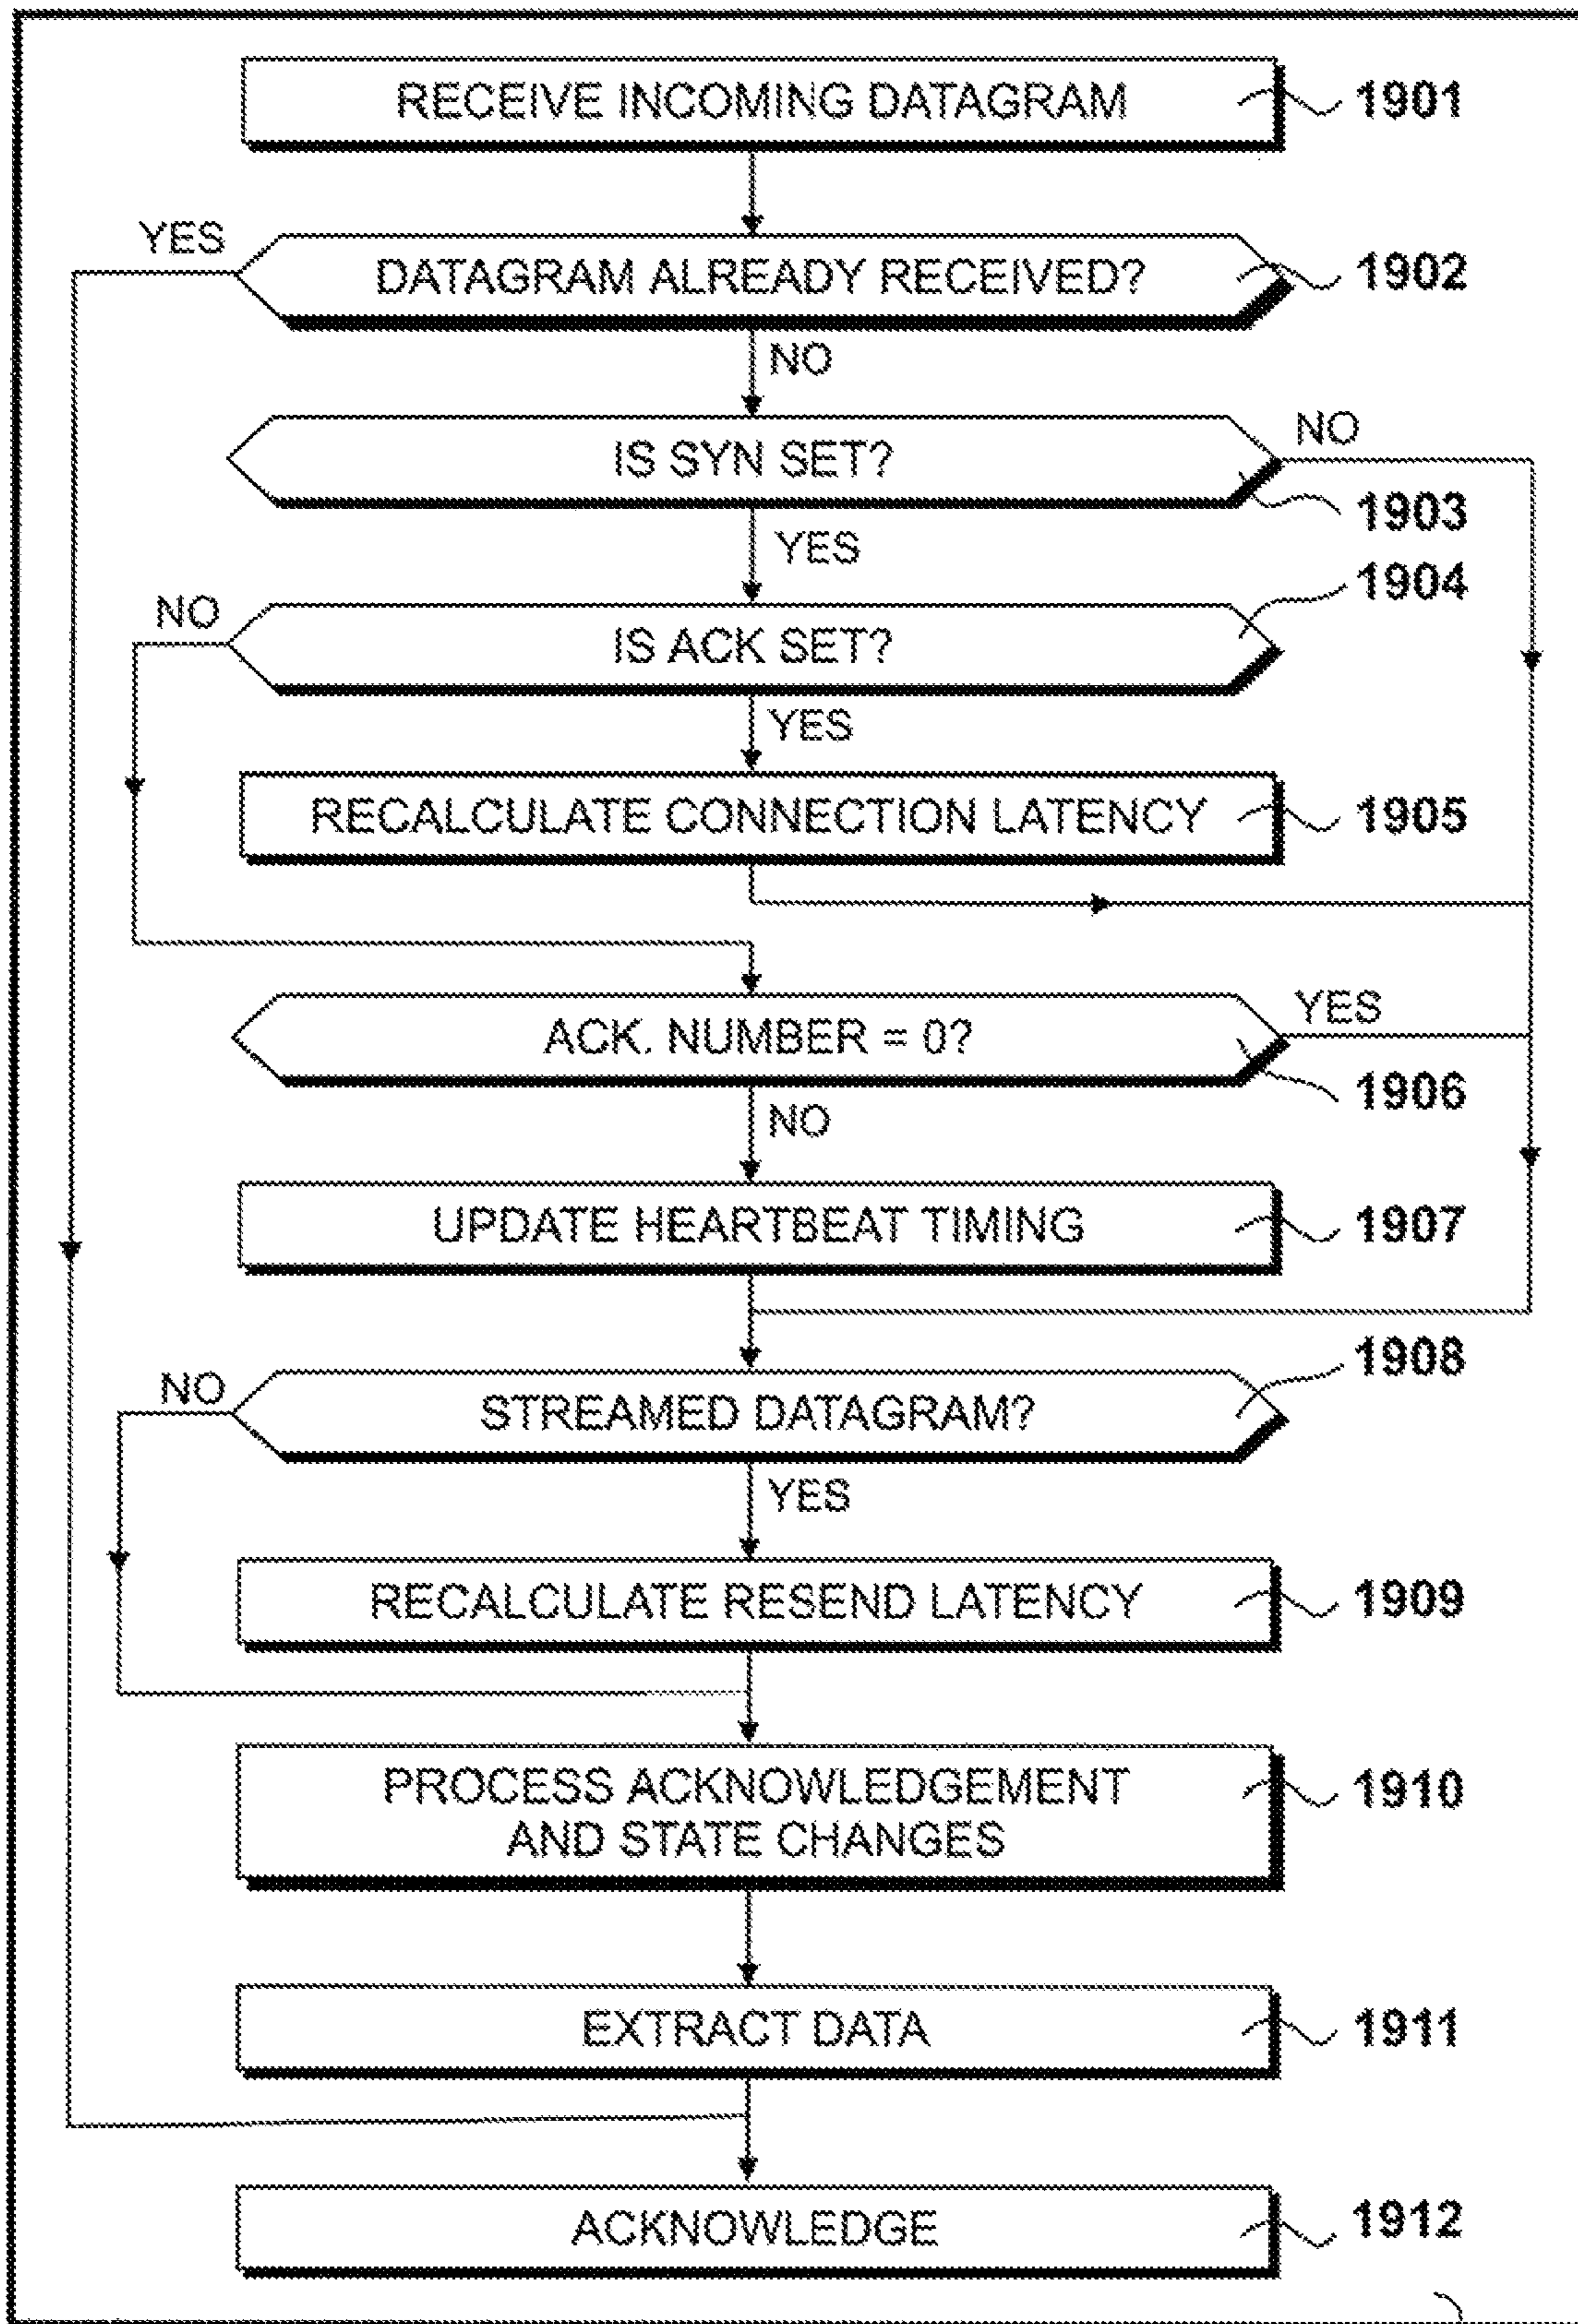 RECEIVE INCOMING DATAGRAM 1901
YES
DATAGRAM ALREADY RECEIVED? 1902
NO
IS SYN SET? NO
1903
YES
1904
NO
IS ACK SET?
YES
RECALCULATE CONNECTION LATENCY 1905
ACK. NUMBER = 0? YES
1906
NO
UPDATE HEARTBEAT TIMING 1907
1908
NO
STREAMED DATAGRAM?
YES
RECALCULATE RESEND LATENCY 1909
PROCESS ACKNOWLEDGEMENT 1910
AND STATE CHANGES
EXTRACT DATA 1911
ACKNOWLEDGE 1912